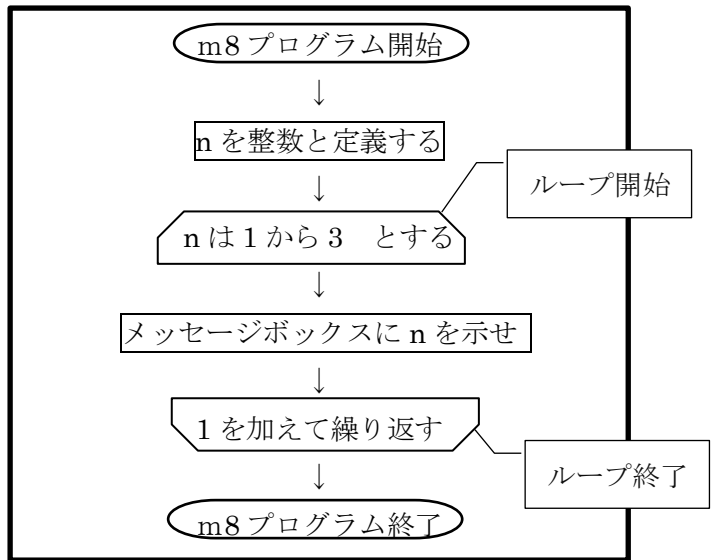 m8プログラム開始
↓
nを整数と定義する
↓
ループ開始
nは1から3　とする
↓
メッセージボックスにnを示せ
↓
1を加えて繰り返す
↓
ループ終了
m8プログラム終了